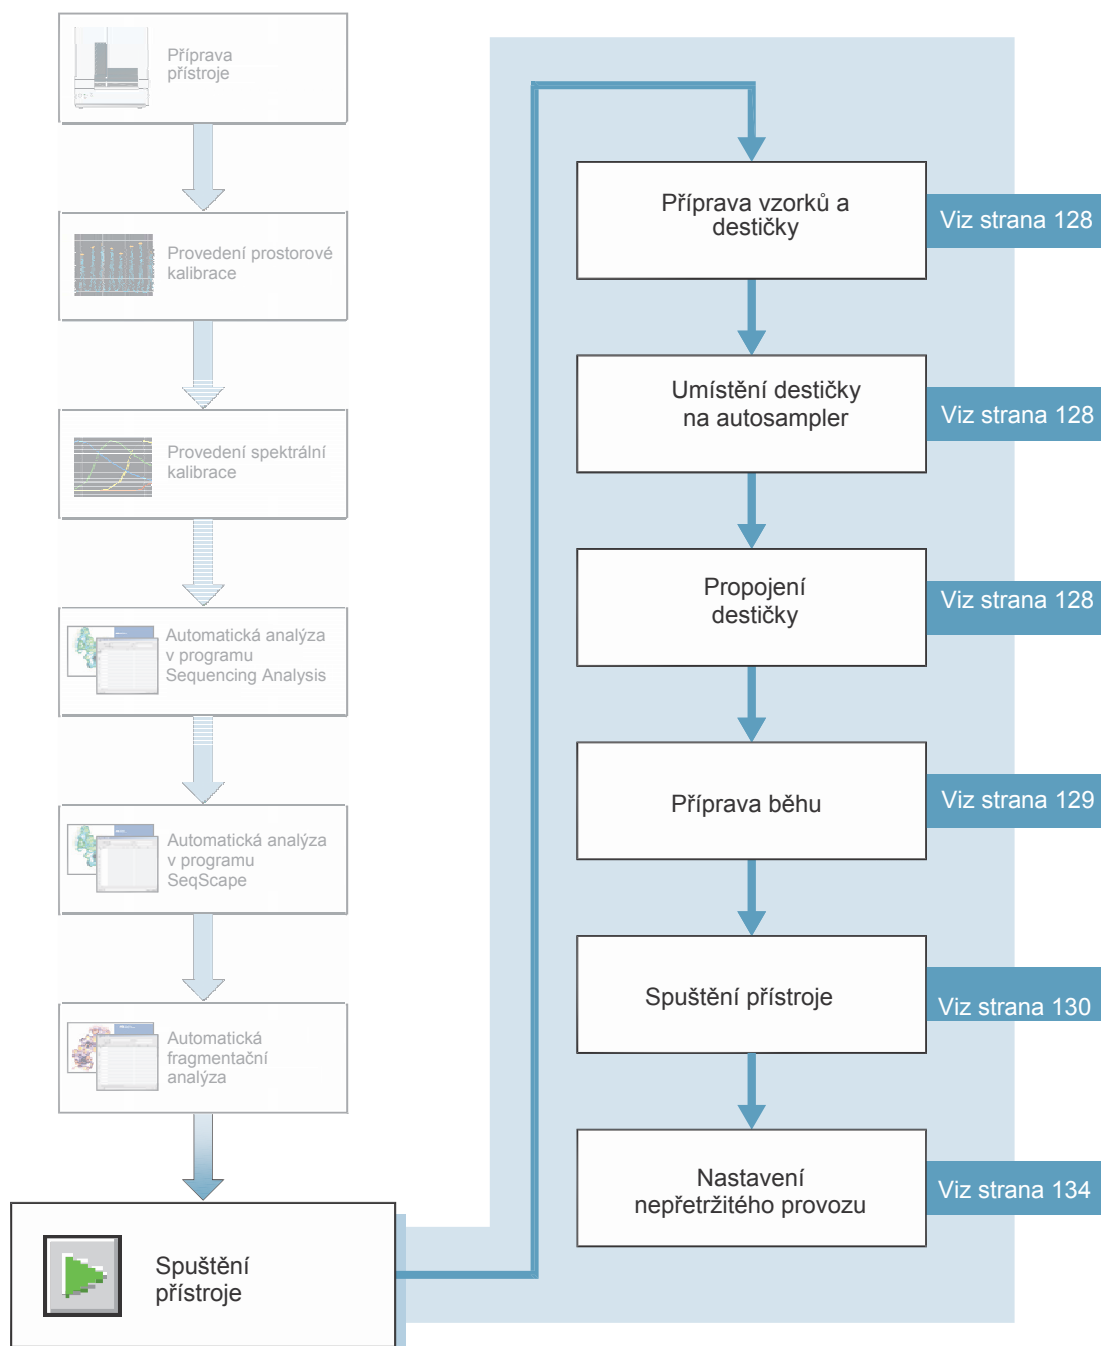 Příprava
přístroje
Provedení prostorové
kalibrace
Provedení spektrální
kalibrace
Automatická analýza
v programu
Sequencing Analysis
Automatická analýza
v programu
SeqScape
Automatická
fragmentační
analýza
Spuštění
přístroje
Příprava vzorků a
destičky
Viz strana 128
Umístění destičky
na autosampler
Viz strana 128
Propojení
destičky
Viz strana 128
Příprava běhu
Viz strana 129
Spuštění přístroje
Viz strana 130
Nastavení
nepřetržitého provozu
Viz strana 134